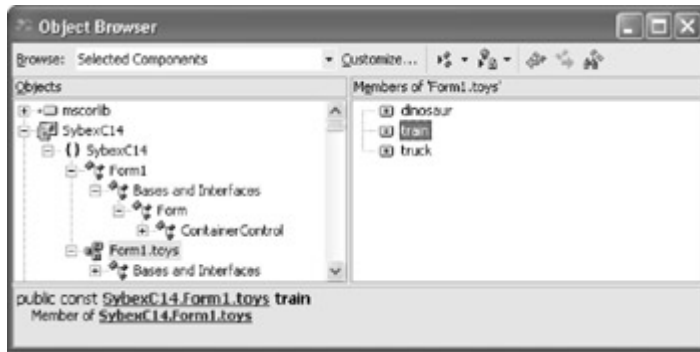 Object Browser
Browse: Selected Components Customize...
Objects
mscorlib
SybexC14
{} SybexC14
Form1
Bases and Interfaces
Form
ContainerControl
Form1.toys
Bases and Interfaces
Members of 'Form1.toys'
dinosaur
train
truck
public const SybexC14.Form1.toys train
Member of SybexC14.Form1.toys